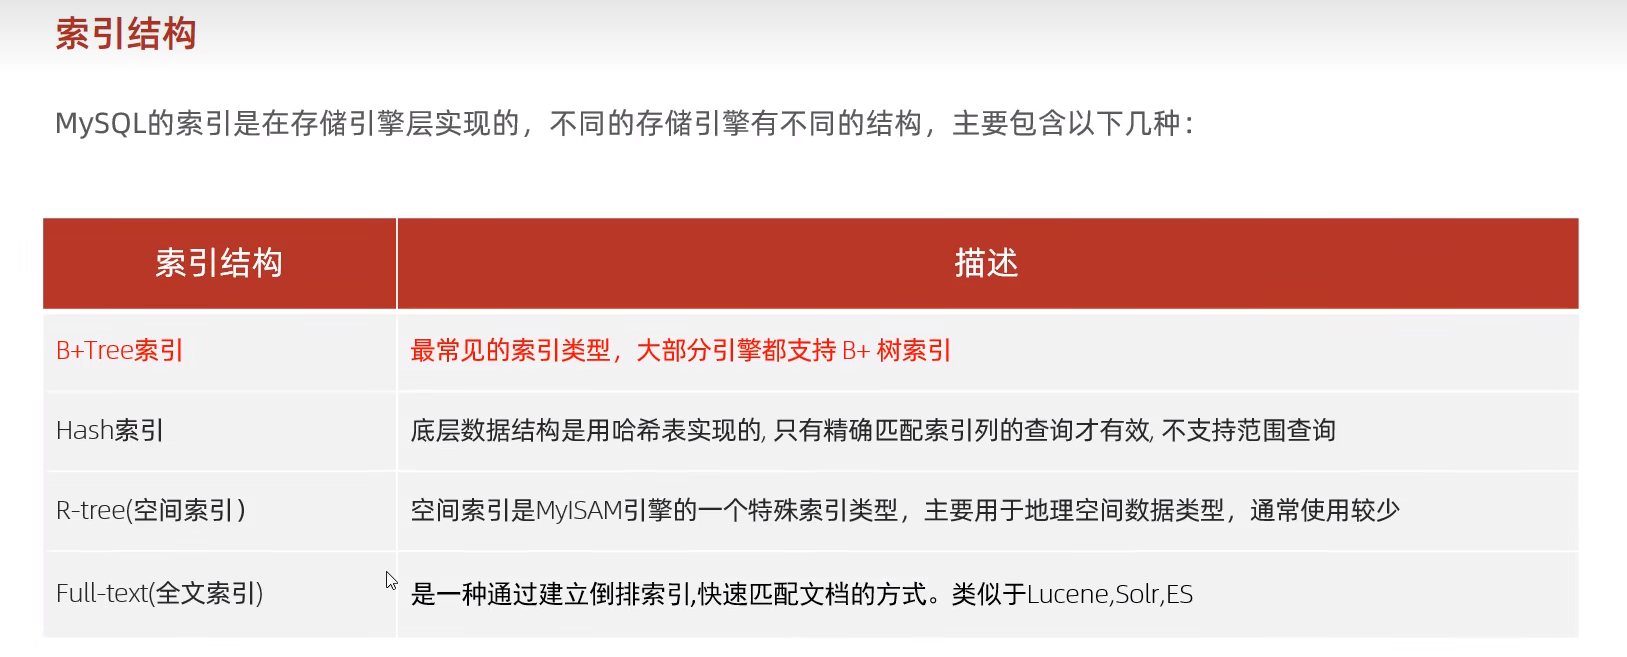 索引结构
MySQL的索引是在存储引擎层实现的，不同的存储引擎有不同的结构，主要包含以下几种：
索引结构 描述
B+Tree索引 最常见的索引类型，大部分引擎都支持 B+ 树索引
Hash索引 底层数据结构是用哈希表实现的, 只有精确匹配索引列的查询才有效, 不支持范围查询
R-tree(空间索引） 空间索引是MyISAM引擎的一个特殊索引类型，主要用于地理空间数据类型，通常使用较少
Full-text(全文索引) 是一种通过建立倒排索引,快速匹配文档的方式。类似于Lucene,Solr,ES